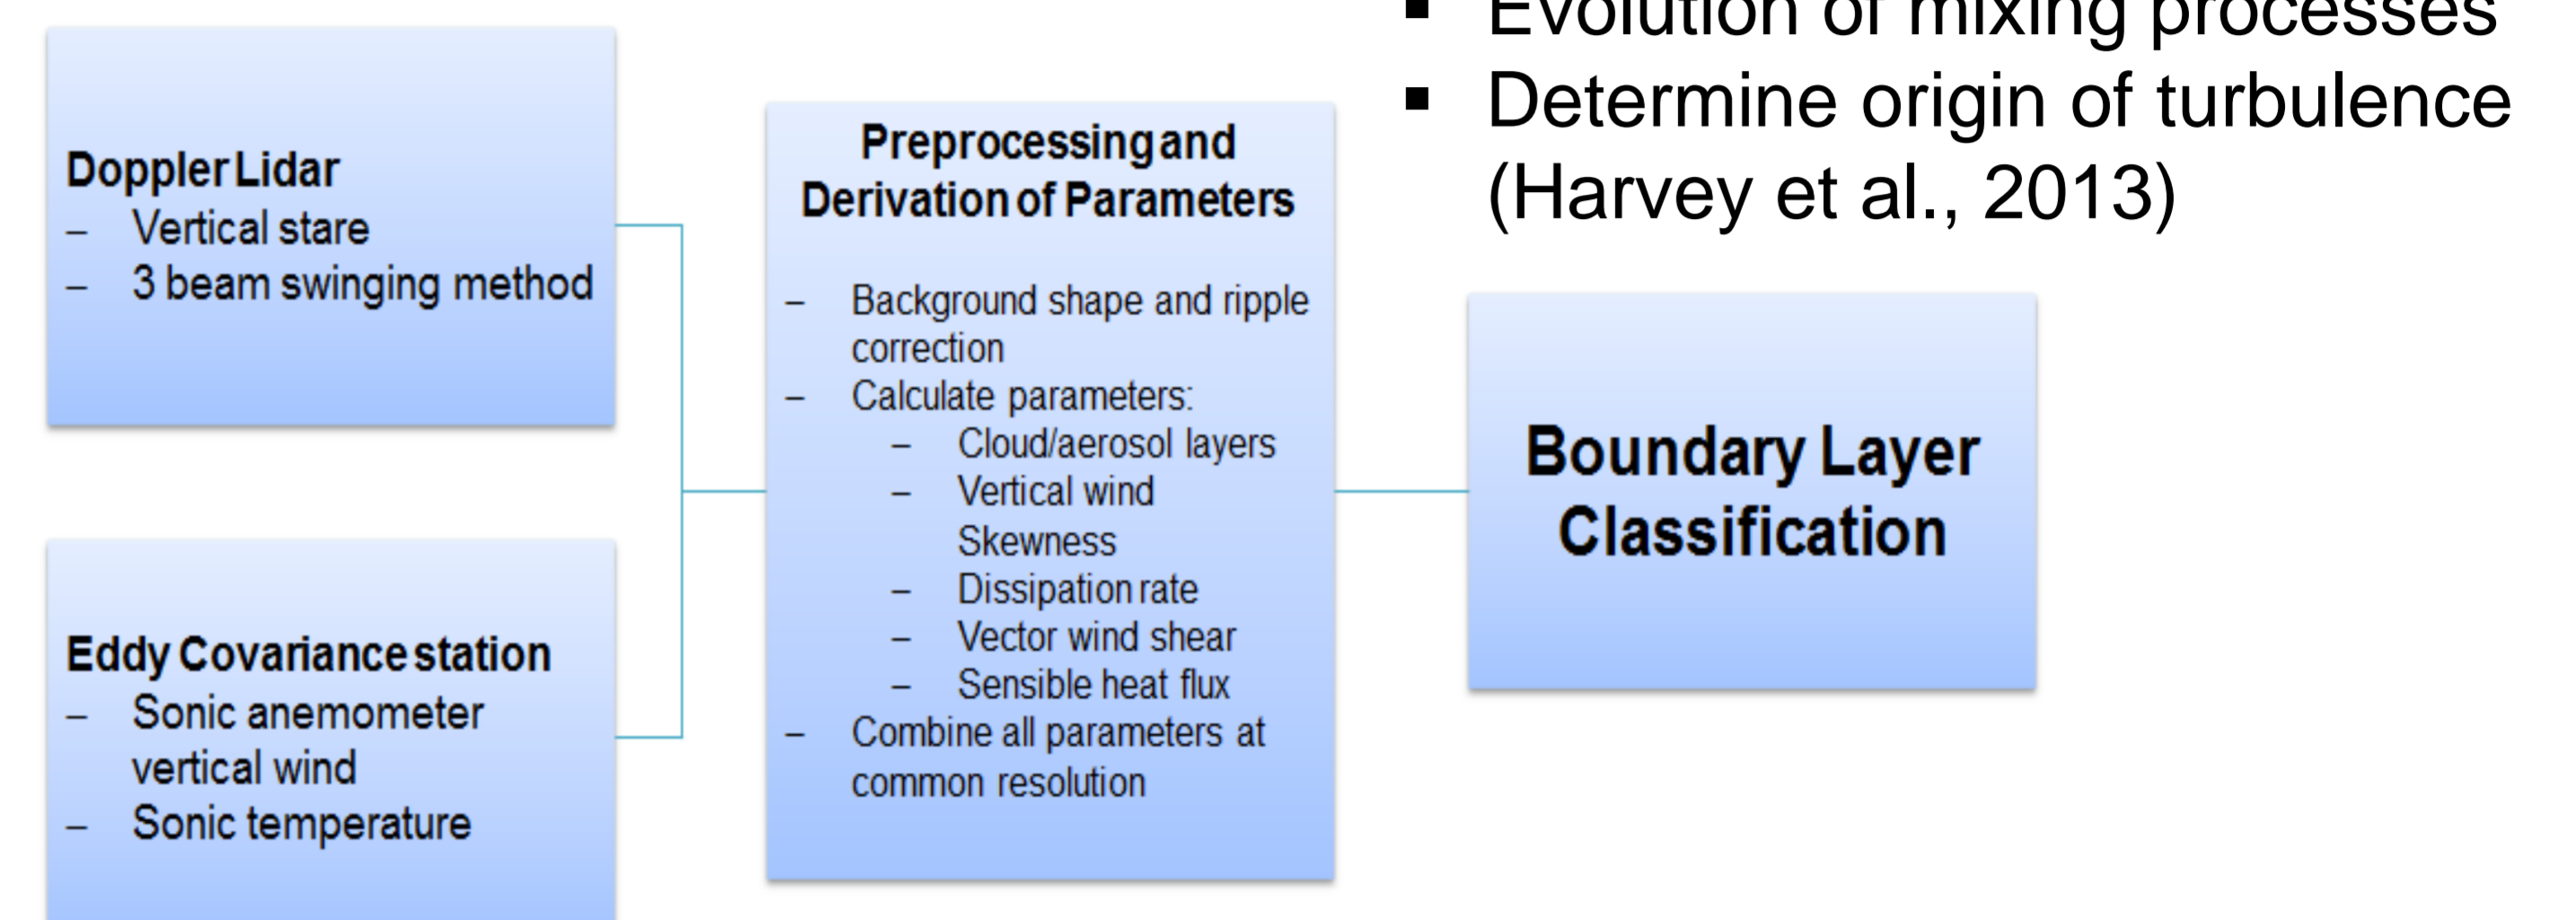 ▪ Evolution of mixing processes
▪ Determine origin of turbulence
(Harvey et al., 2013)
Doppler Lidar
– Vertical stare
– 3 beam swinging method
Eddy Covariance station
– Sonic anemometer
vertical wind
– Sonic temperature
Preprocessing and
Derivation of Parameters
– Background shape and ripple
correction
– Calculate parameters:
– Cloud/aerosol layers
– Vertical wind
Skewness
– Dissipation rate
– Vector wind shear
– Sensible heat flux
– Combine all parameters at
common resolution
Boundary Layer
Classification